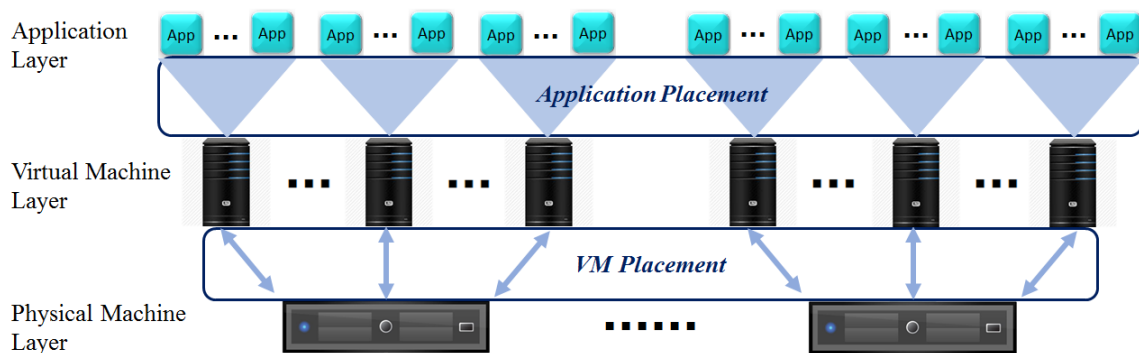 Application
Layer
App ... App App ... App App ... App App ... App App ... App App ... App
Application Placement
Virtual Machine
Layer
... ... ... ...
VM Placement
Physical Machine
Layer
......